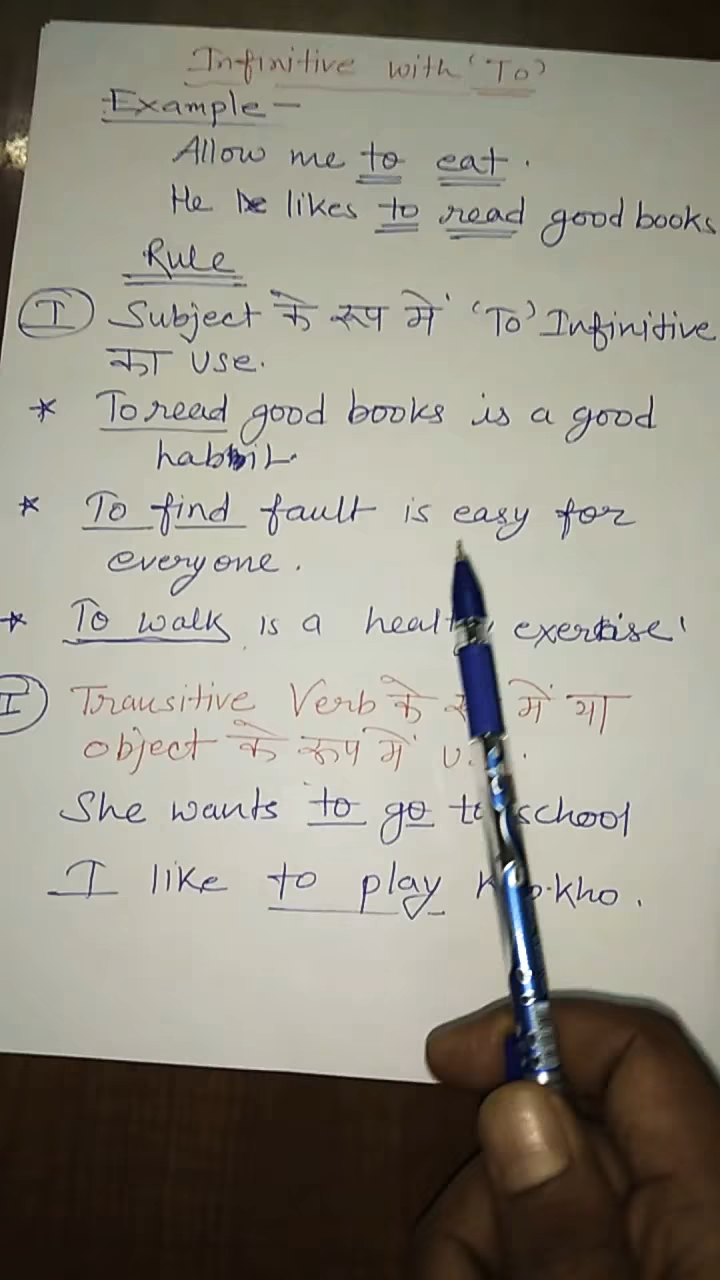 Infinitive with 'To'
Example -
Allow me to eat.
He likes to read good books
Rule
I Subject के रूप में 'To' Infinitive
का use.
* To read good books is a good
habit.
* To find fault is easy for
everyone.
* To walk is a exercise'
I Transitive Verb के में या
object के रूप में
She wants to go to school
I like to play kho.